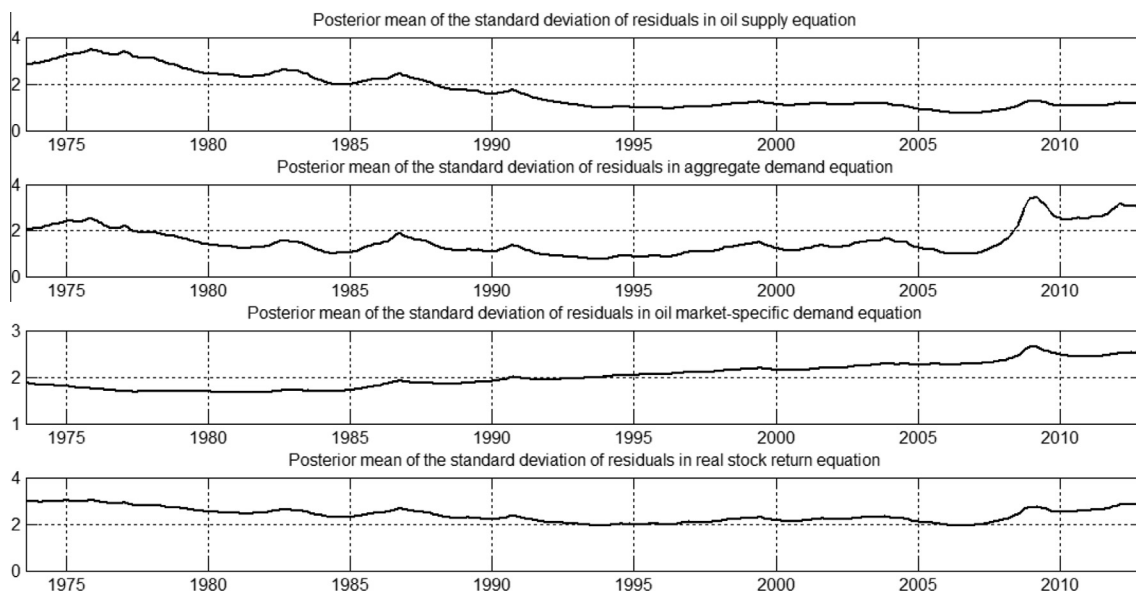 Posterior mean of the standard deviation of residuals in oil supply equation
4
2
0
1975 1980 1985 1990 1995 2000 2005 2010
Posterior mean of the standard deviation of residuals in aggregate demand equation
4
2
0
1975 1980 1985 1990 1995 2000 2005 2010
Posterior mean of the standard deviation of residuals in oil market-specific demand equation
3
2
1
1975 1980 1985 1990 1995 2000 2005 2010
Posterior mean of the standard deviation of residuals in real stock return equation
4
2
0
1975 1980 1985 1990 1995 2000 2005 2010